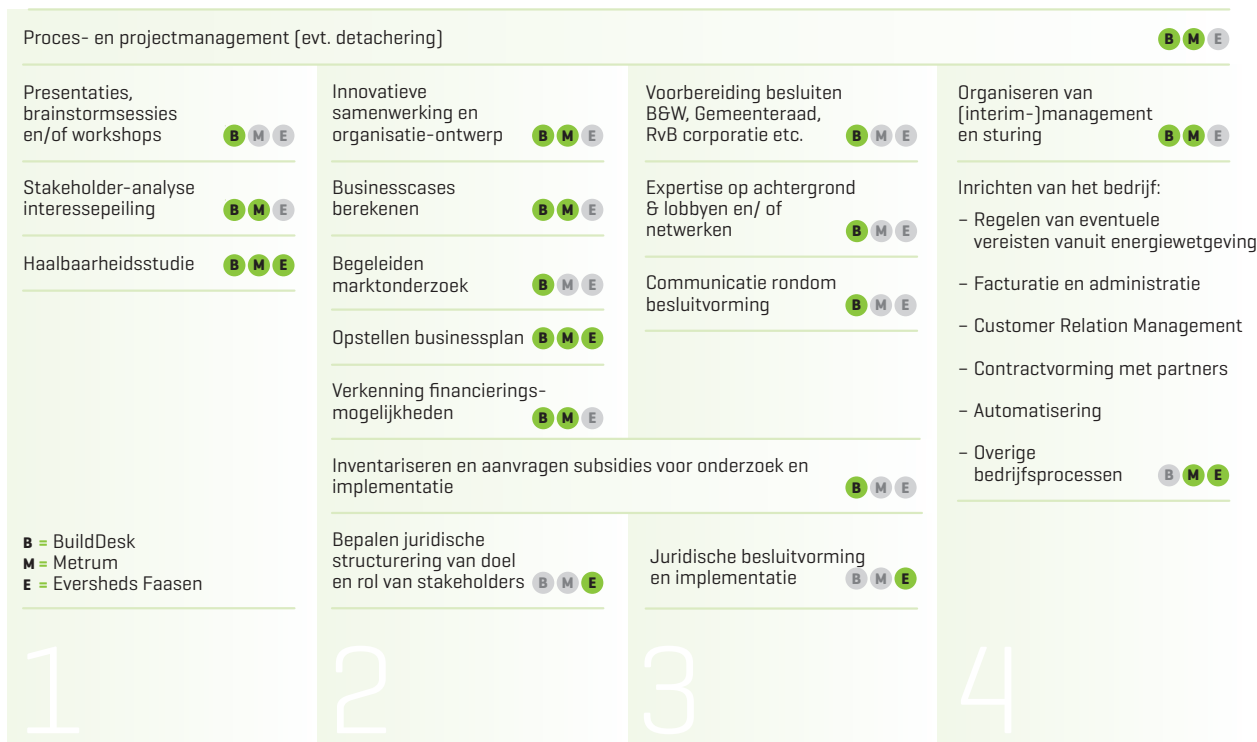 Proces- en projectmanagement (evt. detachering) B M E
Presentaties,
brainstormsessies
en/of workshops B M E
Stakeholder-analyse
interessepeiling B M E
Haalbaarheidsstudie B M E
B = BuildDesk
M = Metrum
E = Eversheds Faasen
1
Innovatieve
samenwerking en
organisatie-ontwerp B M E
Businesscases
berekenen B M E
Begeleiden
marktonderzoek B M E
Opstellen businessplan B M E
Verkenning financierings-
mogelijkheden B M E
Inventariseren en aanvragen subsidies voor onderzoek en
implementatie B M E
Bepalen juridische
structurering van doel
en rol van stakeholders B M E
2
Voorbereiding besluiten
B&W, Gemeenteraad,
RvB corporatie etc. B M E
Expertise op achtergrond
& lobbyen en/ of
netwerken B M E
Communicatie rondom
besluitvorming B M E
Juridische besluitvorming
en implementatie B M E
3
Organiseren van
(interim-)management
en sturing B M E
Inrichten van het bedrijf:
– Regelen van eventuele
vereisten vanuit energiewetgeving
– Facturatie en administratie
– Customer Relation Management
– Contractvorming met partners
– Automatisering
– Overige
bedrijfsprocessen B M E
4